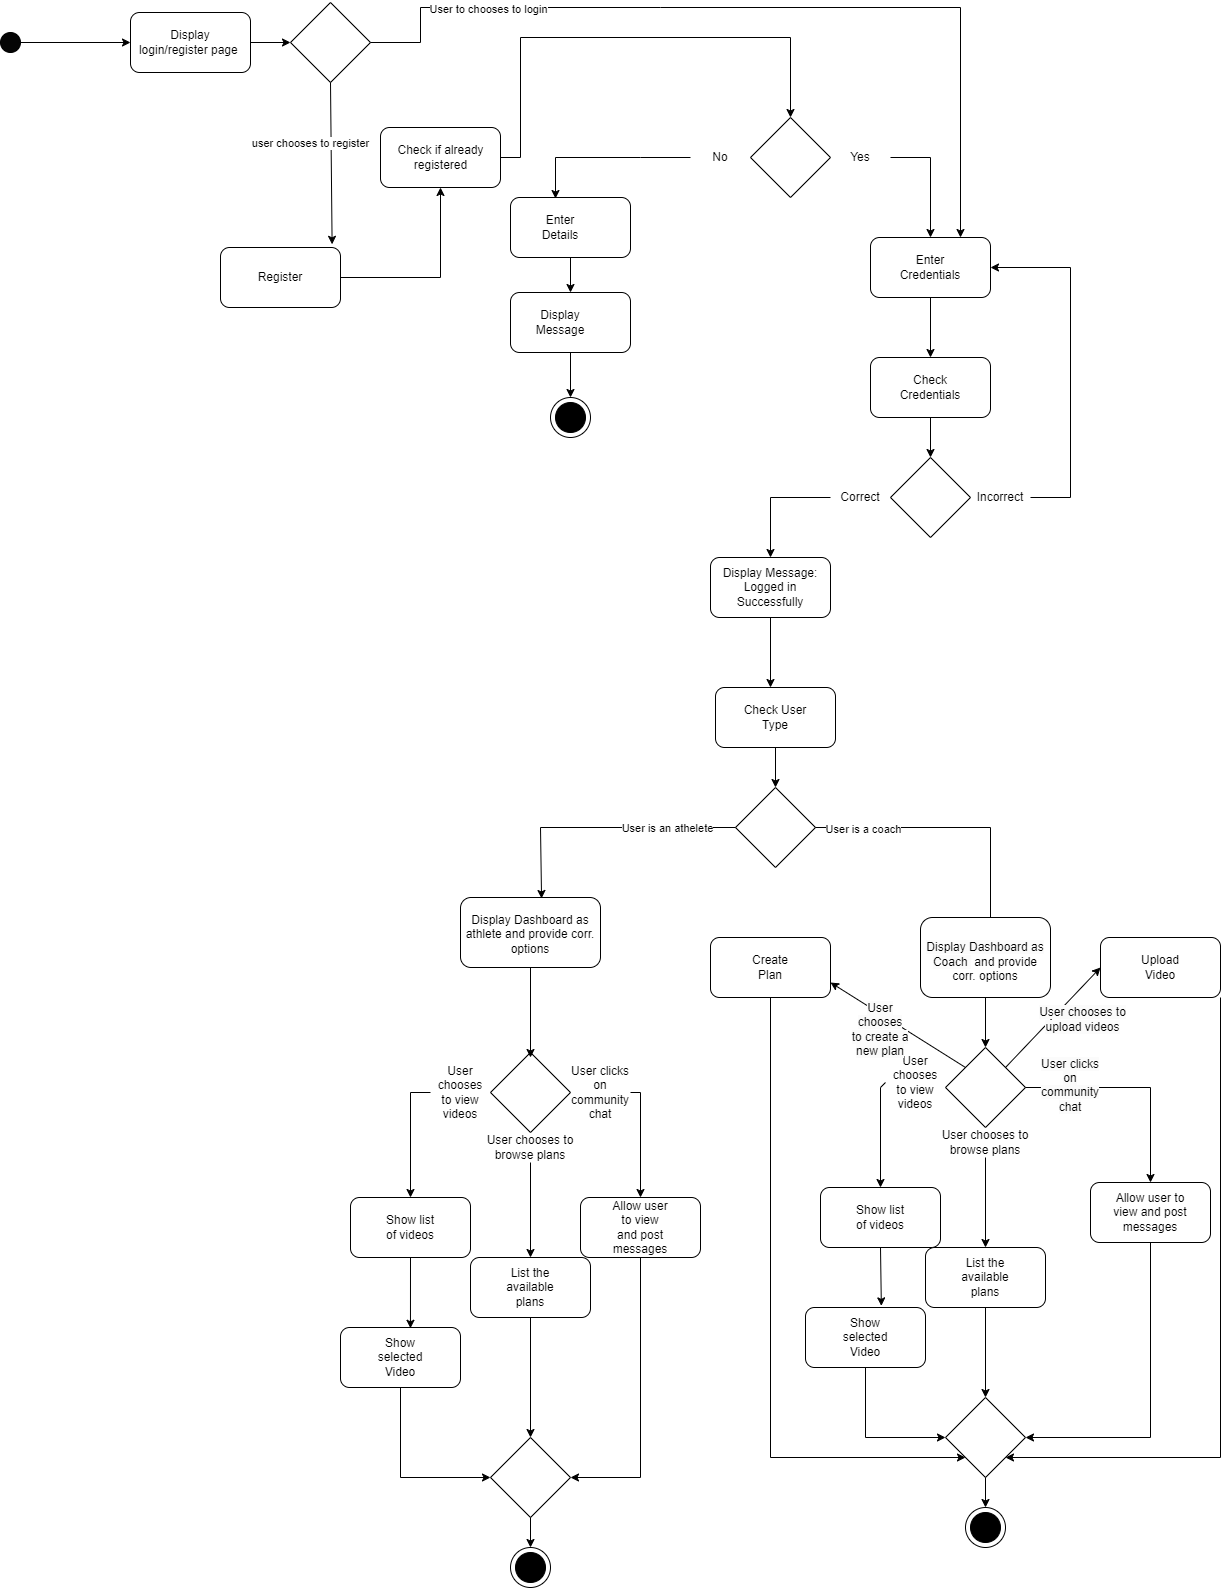 User to chooses to login
Display
login/register page
user chooses to register
Check if already
registered
No
Yes
Enter
Details
Enter
Credentials
Register
Display
Message
Check
Credentials
Correct
Incorrect
Display Message:
Logged in
Successfully
Check User
Type
User is an athelete
User is a coach
Display Dashboard as
athlete and provide corr.
options
Create
Plan
Display Dashboard as
Coach  and provide
corr. options
Upload
Video
User
chooses
to create a
new plan
User chooses to
upload videos
User
chooses
to view
videos
User clicks
on
community
chat
User
chooses
to view
videos
User clicks
on
community
chat
User chooses to
browse plans
User chooses to
browse plans
Show list
of videos
Allow user
to view
and post
messages
Show list
of videos
Allow user to
view and post
messages
List the
available
plans
List the
available
plans
Show
selected
Video
Show
selected
Video